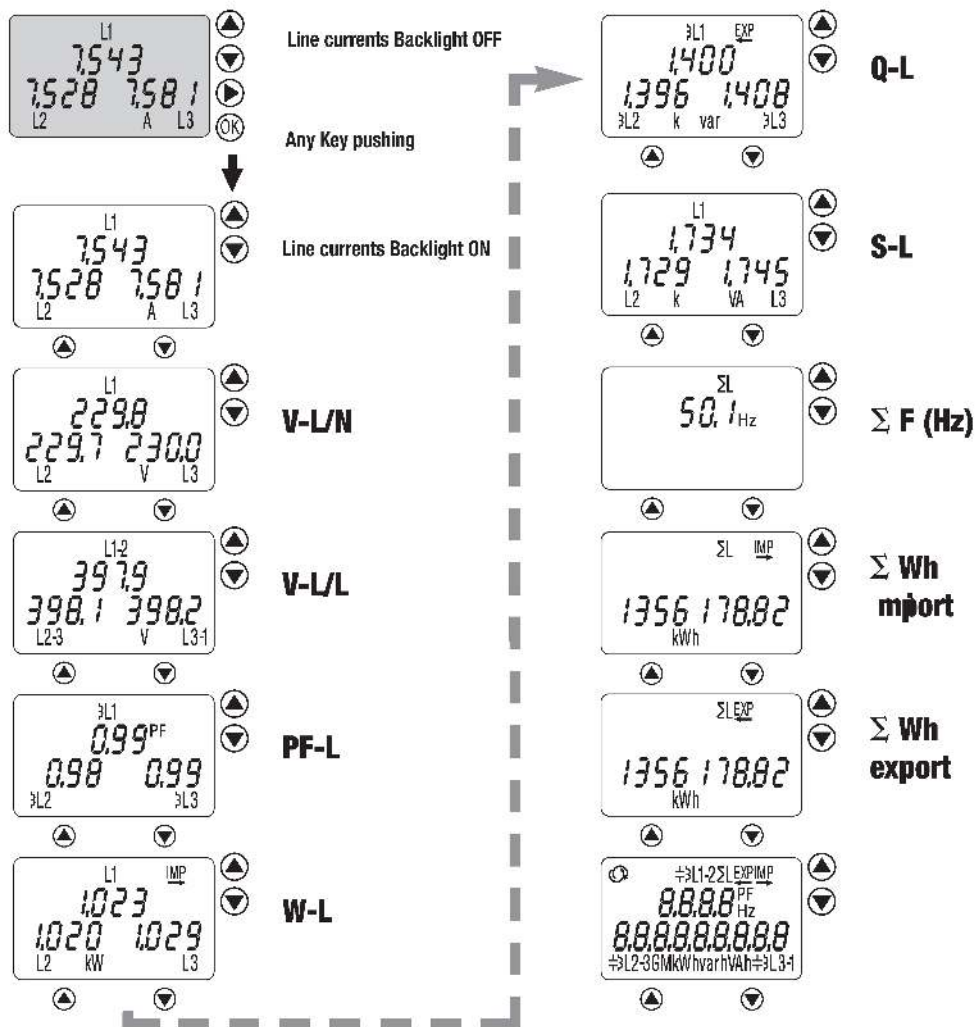 L1
7.543
7.528 7.581
L2 A L3
OK
Line currents Backlight OFF
Any Key pushing
L1
7.543
7.528 7.581
L2 A L3
Line currents Backlight ON
L1
229.8
229.7 230.0
L2 V L3
V-L/N
L1-2
397.9
398.1 398.2
L2-3 V L3-1
V-L/L
L1
0.99 PF
0.98 0.99
L2 L3
PF-L
L1 IMP
1.023
1.020 1.029
L2 kW L3
W-L
L1 EXP
1.400
1.396 1.408
L2 k var L3
Q-L
L1
1.734
1.729 1.745
L2 k VA L3
S-L
ΣL
50.1 Hz
Σ F (Hz)
ΣL IMP
1356178.82
kWh
Σ Wh
mport
ΣL EXP
1356178.82
kWh
Σ Wh
export
L1-2ΣL EXP IMP
8.8.8.8 PF
Hz
8.8.8.8.8.8.8.8
L2-3GMkWhvarhVAh L3-1